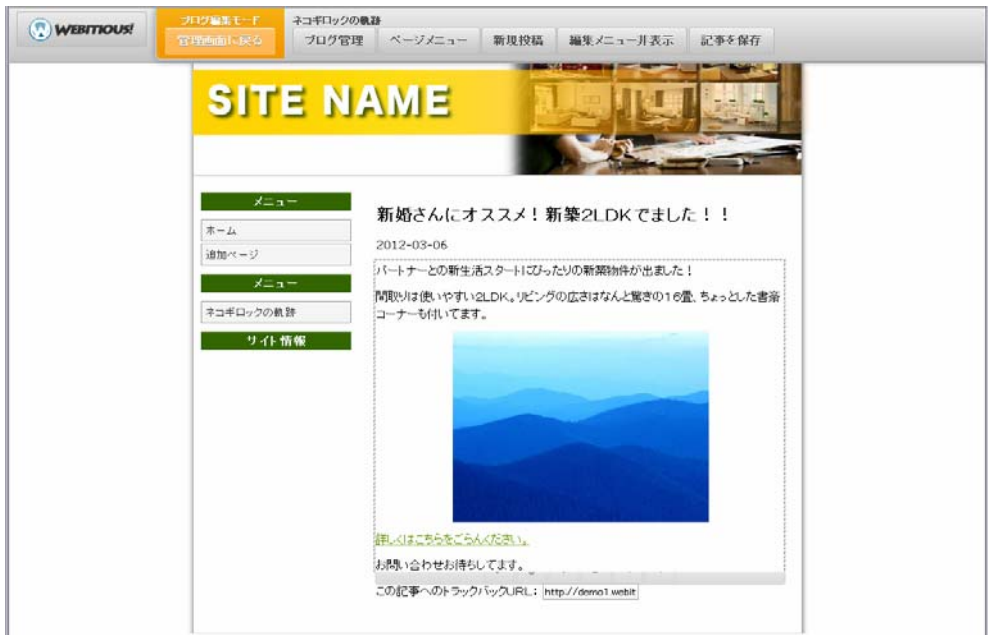 WEBITIOUS!
ブログ編集モード
管理画面に戻る
ネコギロックの軌跡
ブログ管理
ページメニュー
新規投稿
編集メニュー非表示
記事を保存
SITE NAME
メニュー
ホーム
追加ページ
メニュー
ネコギロックの軌跡
サイト情報
新婚さんにオススメ！新築2LDKでました！！
2012-03-06
パートナーとの新生活スタートにぴったりの新築物件が出ました！
間取りは使いやすい2LDK。リビングの広さはなんと驚きの16畳、ちょっとした書斎
コーナーも付いてます。
詳しくはこちらをごらんください。
お問い合わせお待ちしてます。
この記事へのトラックバックURL： http://demo1.webit